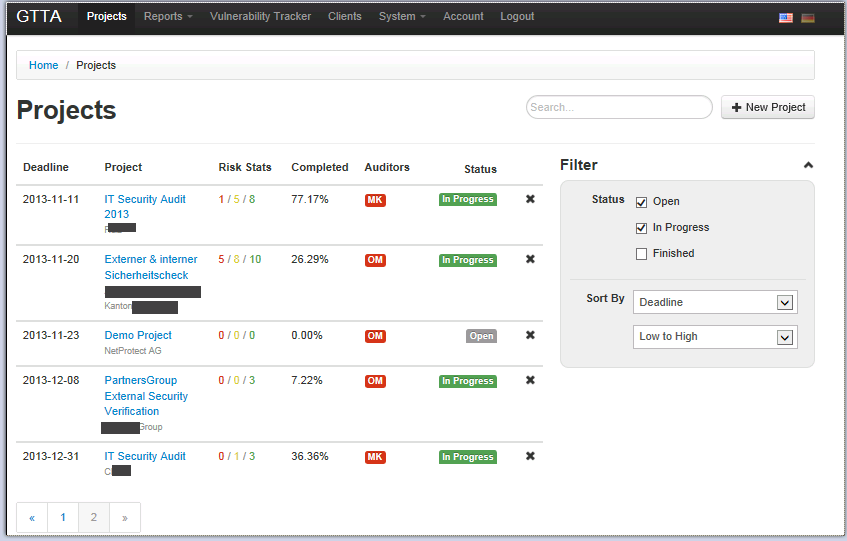 GTTA Projects Reports Vulnerability Tracker Clients System Account Logout
Home / Projects
Projects
Search...
New Project
Deadline Project Risk Stats Completed Auditors Status
2013-11-11 IT Security Audit 1 / 5 / 8 77.17% MK In Progress
2013
2013-11-20 Externer & interner 5 / 8 / 10 26.29% OM In Progress
Sicherheitscheck
Kanton
2013-11-23 Demo Project 0 / 0 / 0 0.00% OM Open
NetProtect AG
2013-12-08 PartnersGroup 0 / 0 / 3 7.22% OM In Progress
External Security
Verification
Group
2013-12-31 IT Security Audit 0 / 1 / 3 36.36% MK In Progress
« 1 2 »
Filter
Status Open
In Progress
Finished
Sort By Deadline
Low to High